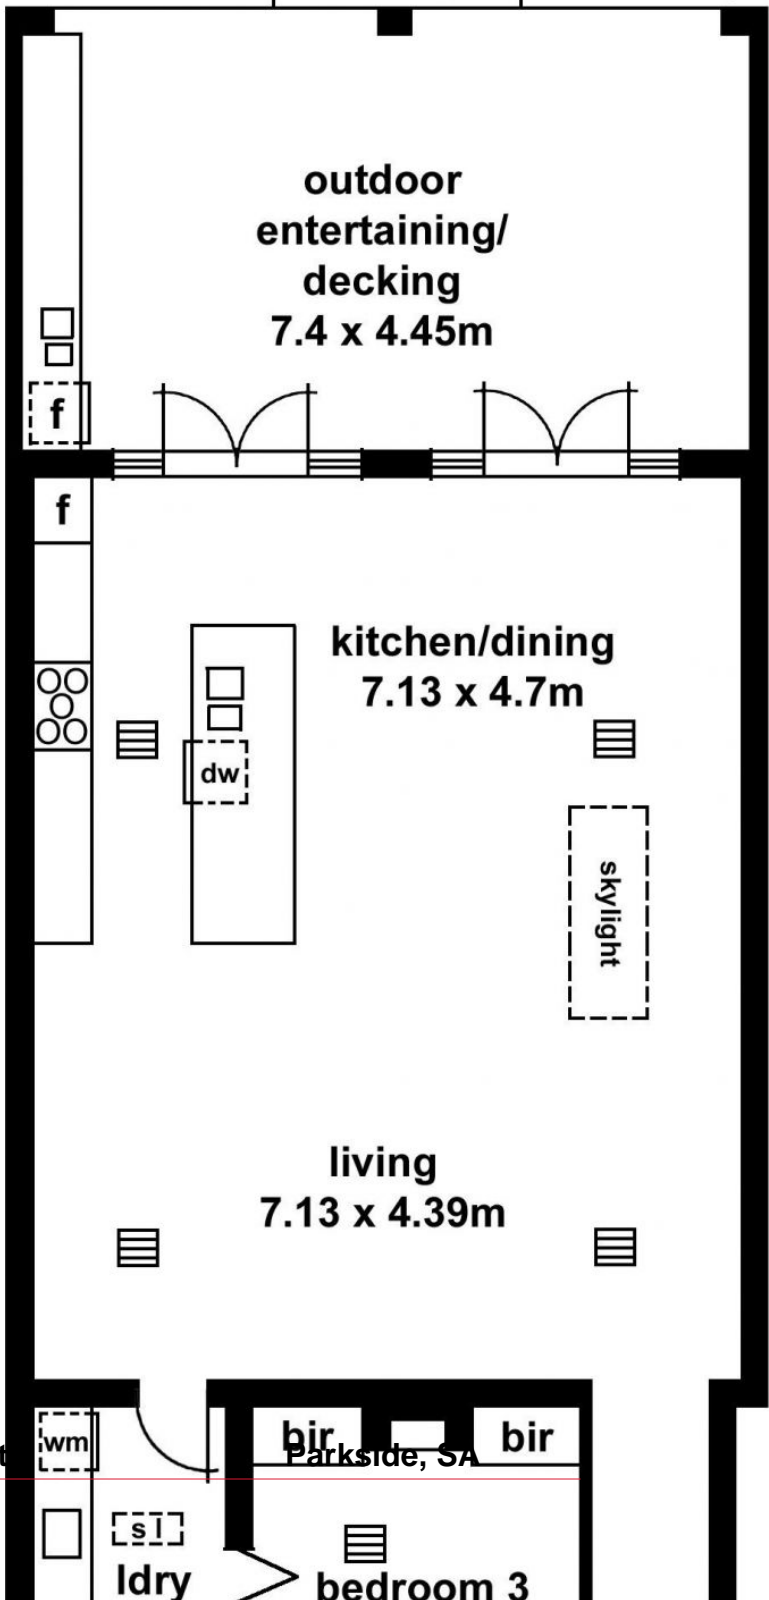 outdoor
entertaining/
decking
7.4 x 4.45m
f
f
kitchen/dining
7.13 x 4.7m
dw
skylight
living
7.13 x 4.39m
bir
bir
wm
Parkside, SA
s l
ldry
bedroom 3